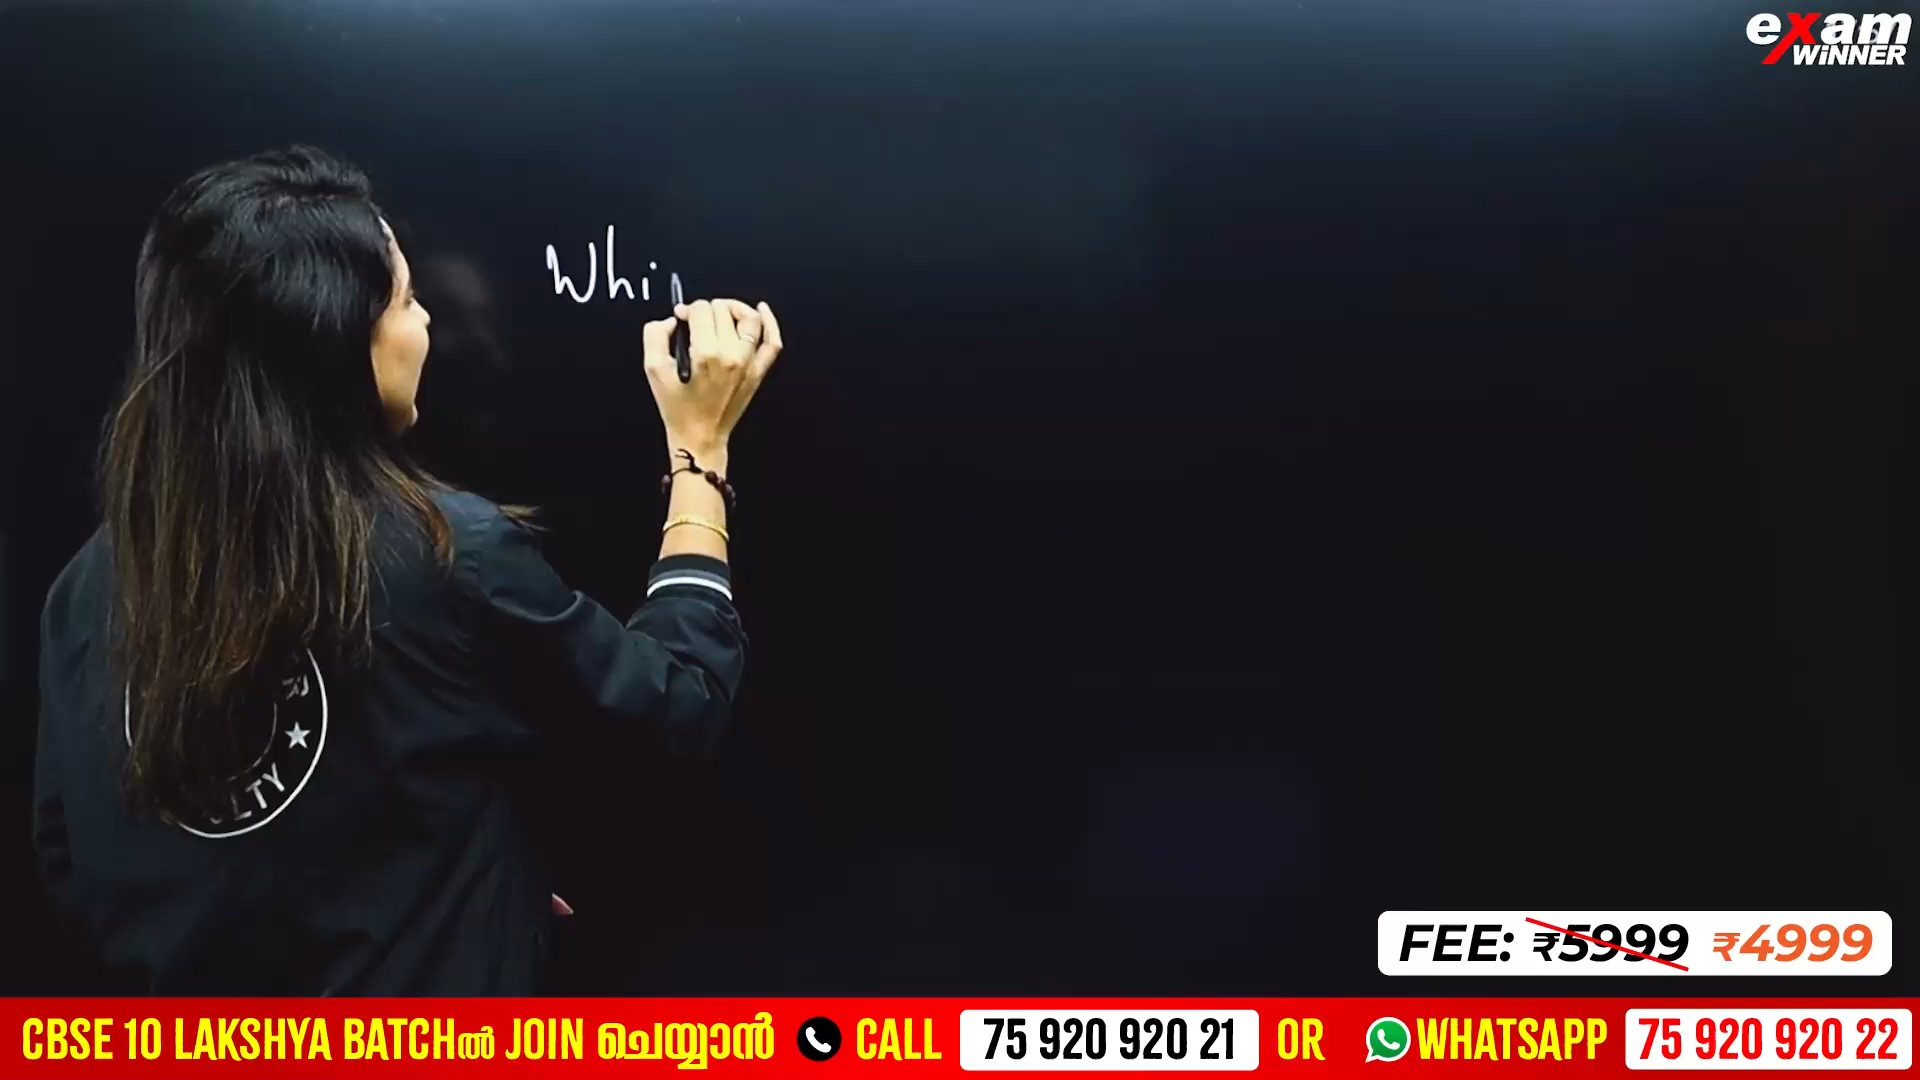 exam
WiNNER
Whi
FEE: ₹5999 ₹4999
CBSE 10 LAKSHYA BATCHൽ JOIN ചെയ്യാൻ CALL 75 920 920 21 OR WHATSAPP 75 920 920 22